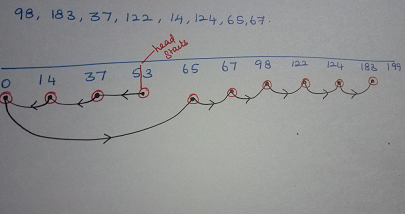 98, 183, 37, 122, 14, 124, 65, 67.
head
starts
0 14 37 53 65 67 98 122 124 183 199